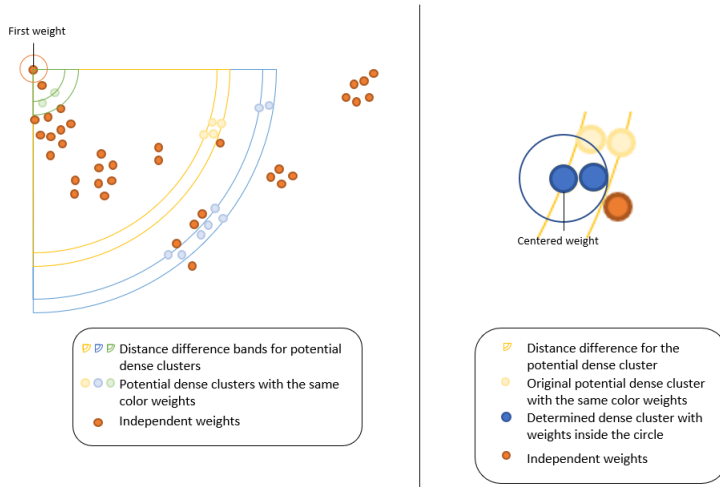 First weight
Centered weight
Distance difference bands for potential
dense clusters
Potential dense clusters with the same
color weights
Independent weights
Distance difference for the
potential dense cluster
Original potential dense cluster
with the same color weights
Determined dense cluster with
weights inside the circle
Independent weights